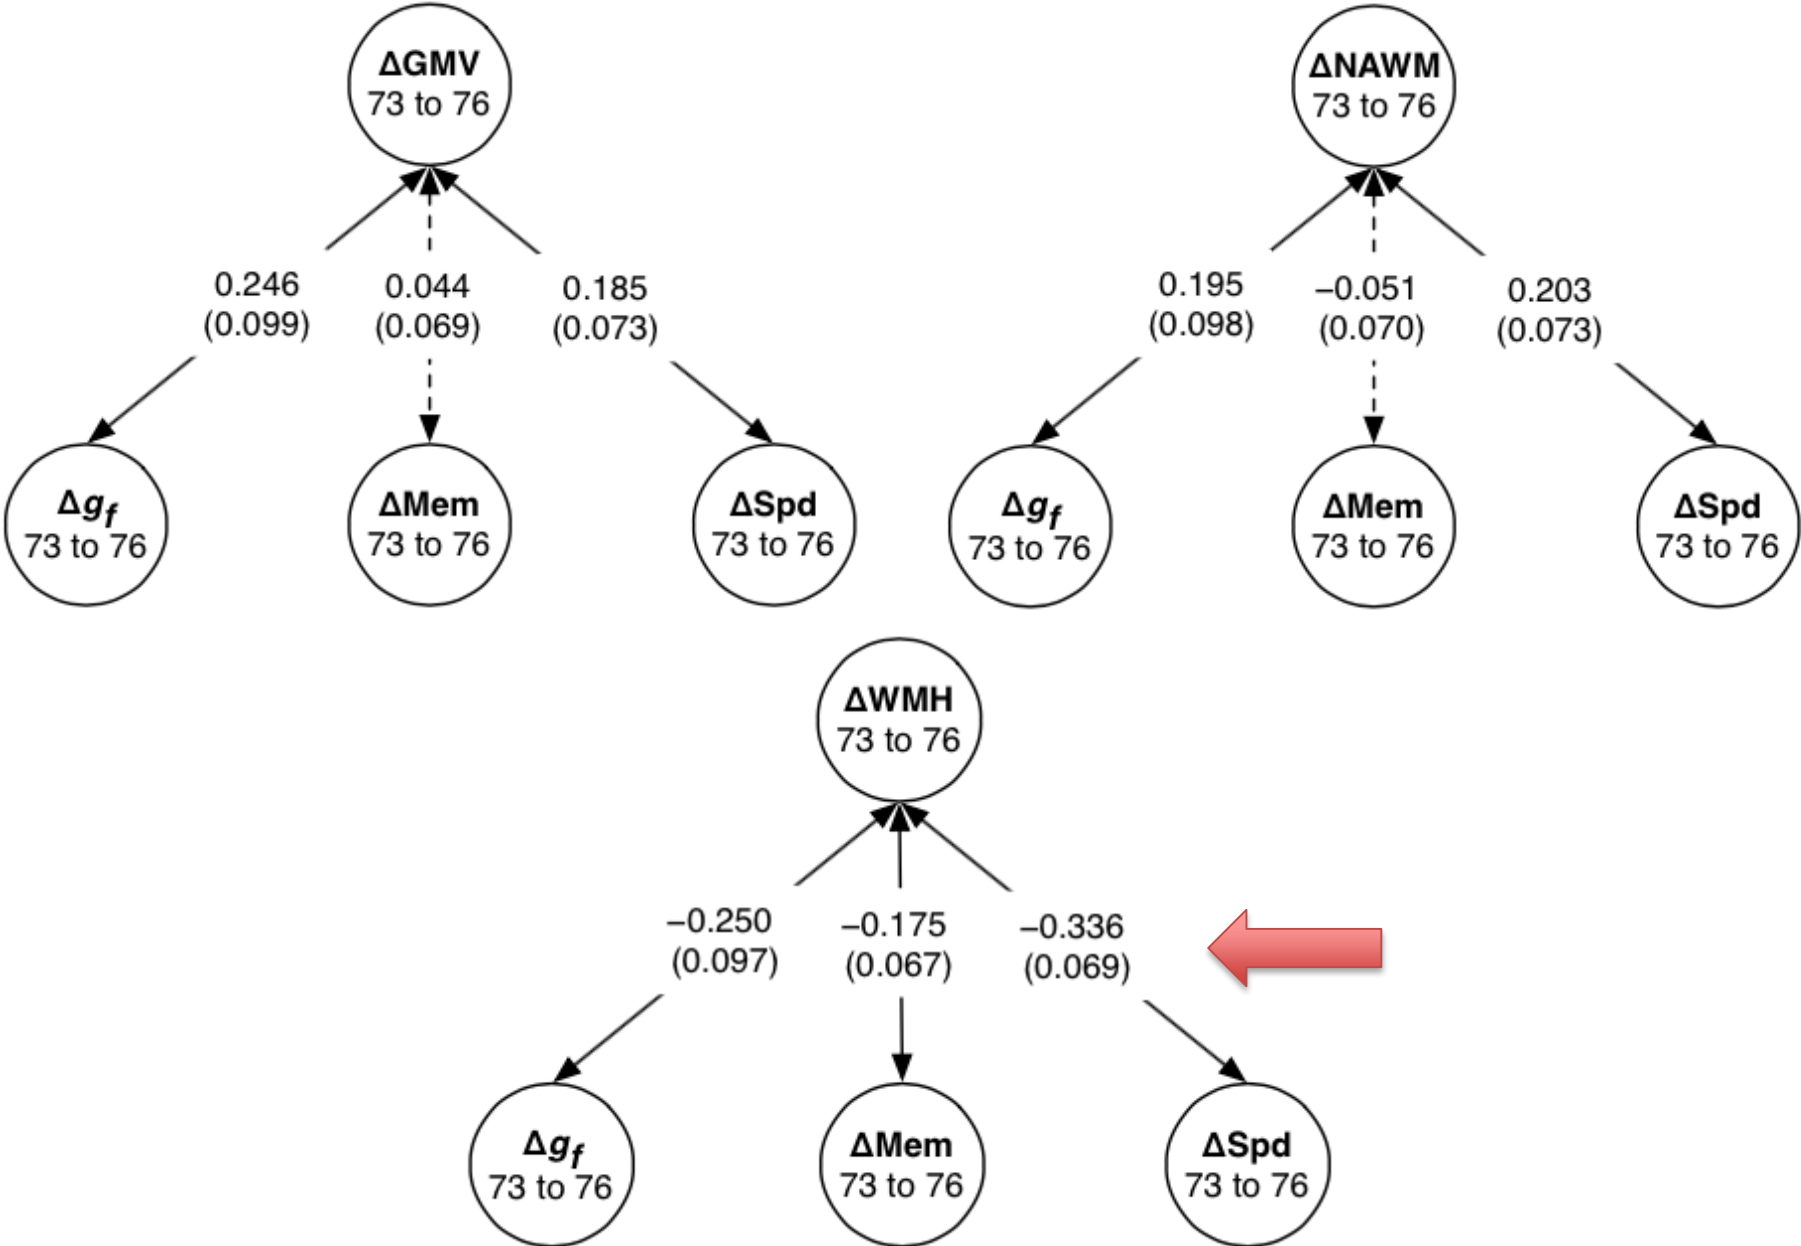 ΔGMV
73 to 76
0.246
(0.099)
0.044
(0.069)
0.185
(0.073)
Δgf
73 to 76
ΔMem
73 to 76
ΔSpd
73 to 76
ΔNAWM
73 to 76
0.195
(0.098)
−0.051
(0.070)
0.203
(0.073)
Δgf
73 to 76
ΔMem
73 to 76
ΔSpd
73 to 76
ΔWMH
73 to 76
−0.250
(0.097)
−0.175
(0.067)
−0.336
(0.069)
Δgf
73 to 76
ΔMem
73 to 76
ΔSpd
73 to 76